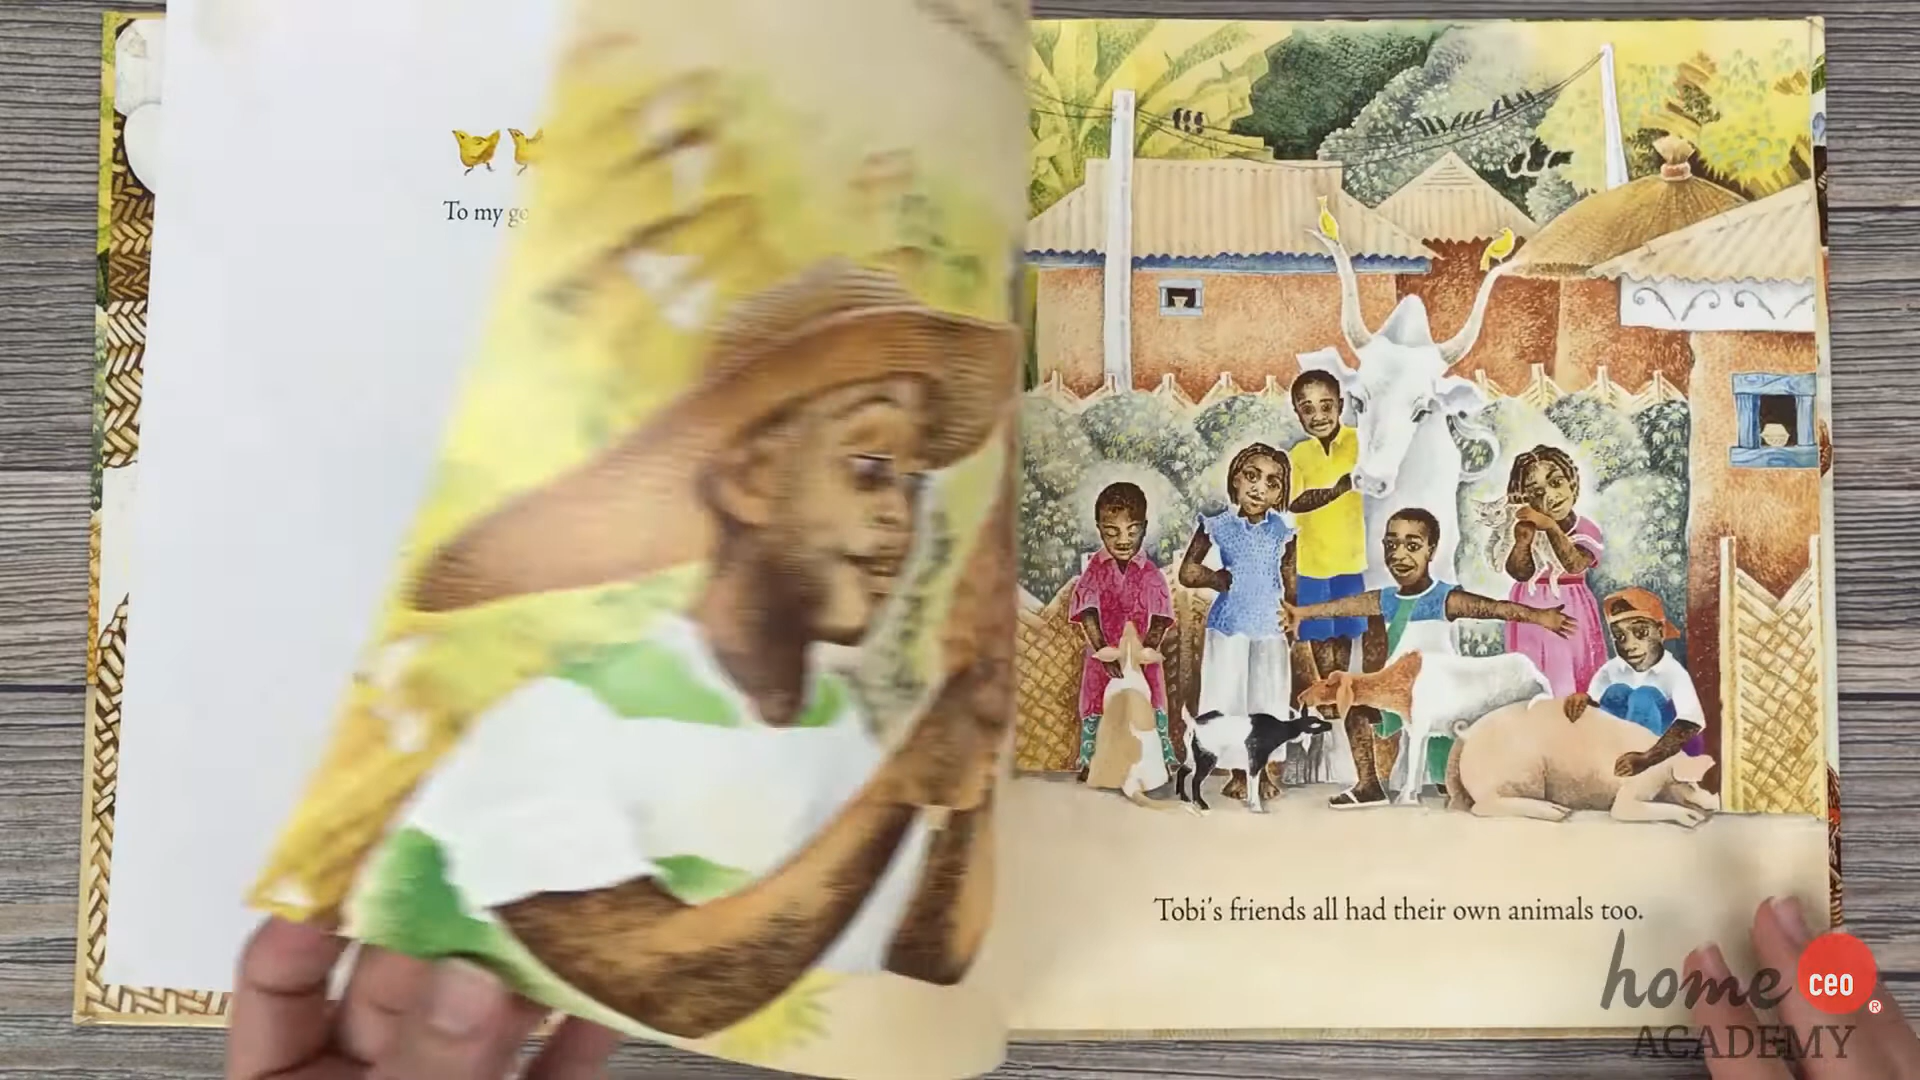 To my
Tobi's friends all had their own animals too.
home ceo ®
ACADEMY